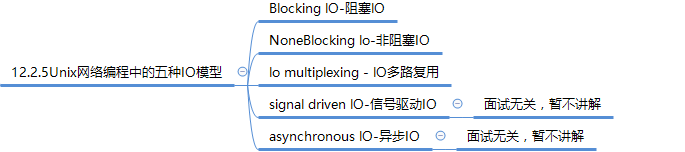 Blocking IO-阻塞IO
NoneBlocking Io-非阻塞IO
12.2.5Unix网络编程中的五种IO模型
Io multiplexing - IO多路复用
signal driven IO-信号驱动IO
面试无关，暂不讲解
asynchronous IO-异步IO
面试无关，暂不讲解